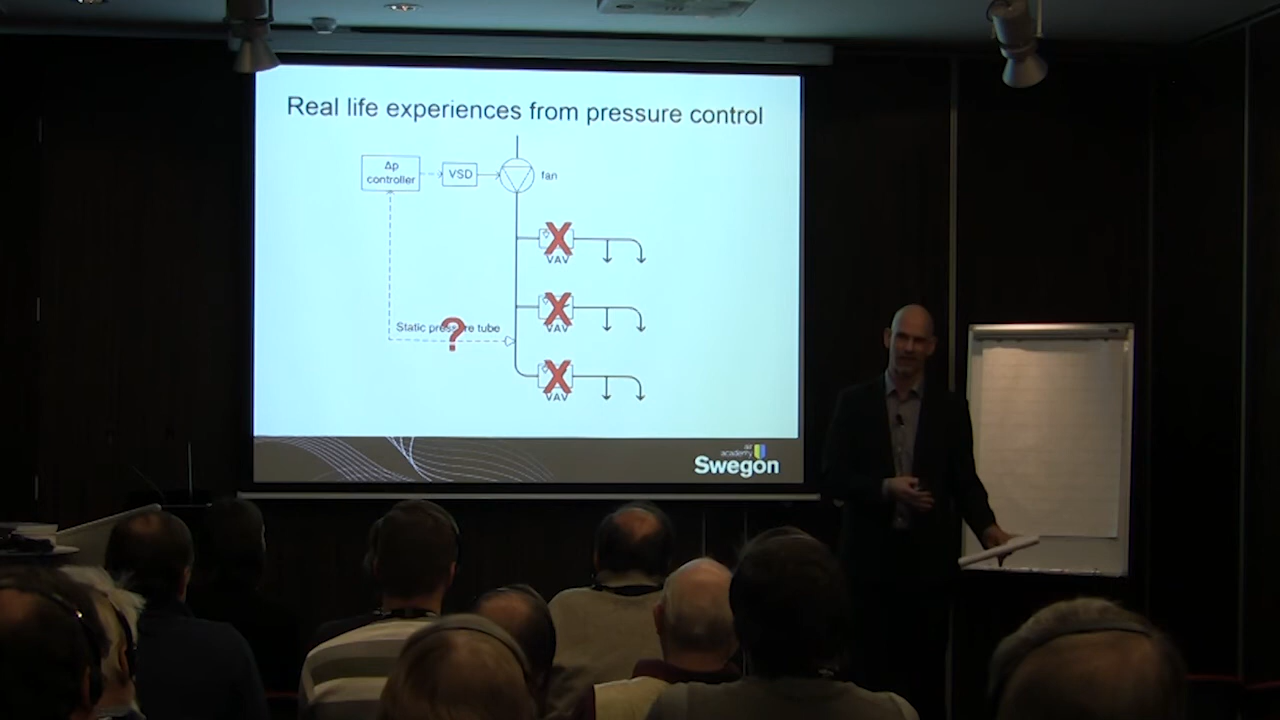 Real life experiences from pressure control
Δp
controller
VSD
fan
VAV
VAV
Static pressure tube
?
VAV
X
X
X
air
academy
Swegon